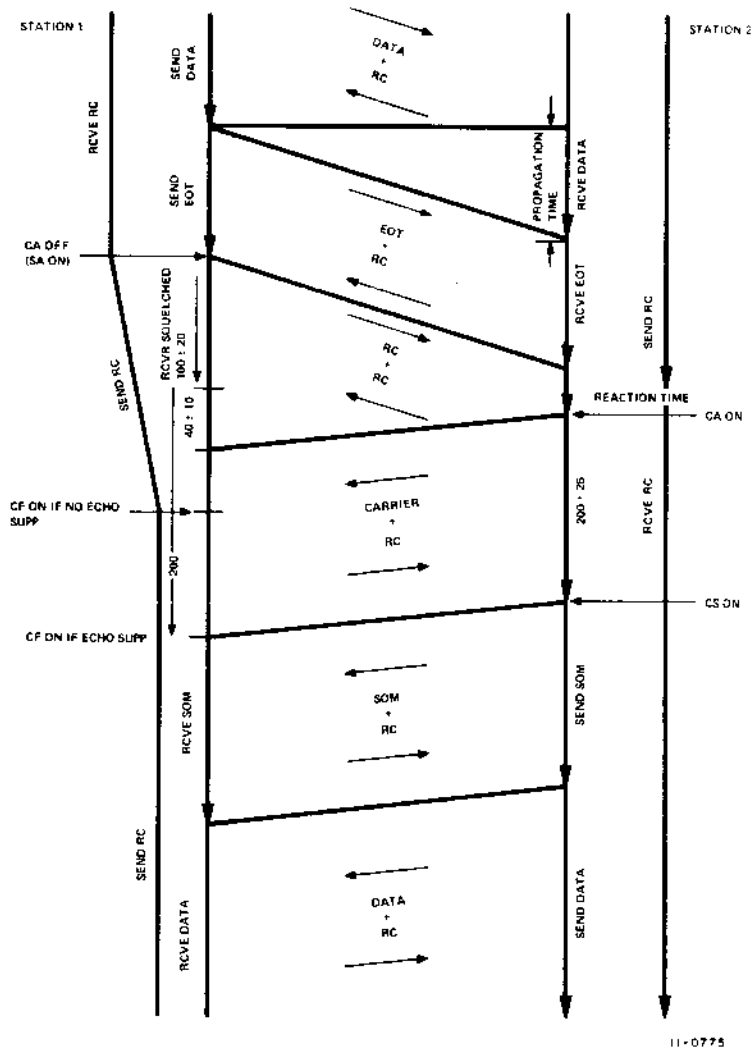 STATION 1
STATION 2
SEND
DATA
DATA
+
RC
RCVE RC
SEND
EOT
PROPAGATION
TIME
RCVE DATA
CA OFF
(SA ON)
EOT
+
RC
RCVR SQUELCHED
100 ± 20
RCVE EOT
SEND RC
SEND RC
RC
+
RC
40 ± 10
REACTION TIME
CA ON
CF ON IF NO ECHO
SUPP
200
CARRIER
+
RC
200 ± 25
RCVE RC
CF ON IF ECHO SUPP
CS ON
RCVE SOM
SOM
+
RC
SEND SOM
SEND RC
RCVE DATA
DATA
+
RC
SEND DATA
11-0775